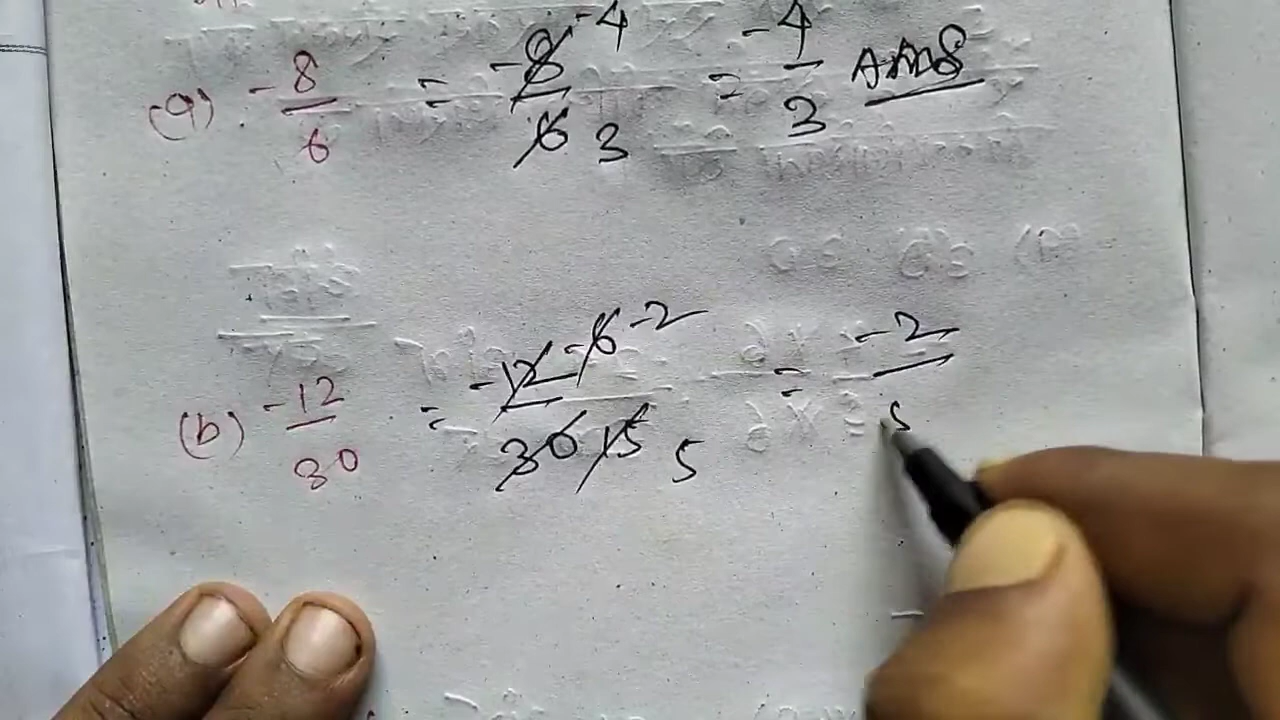 (a) -8/6 = -8/6 -4/3 = -4/3 Ans
(b) -12/30 = -12/30 -6/15 -2/5 = -2/5